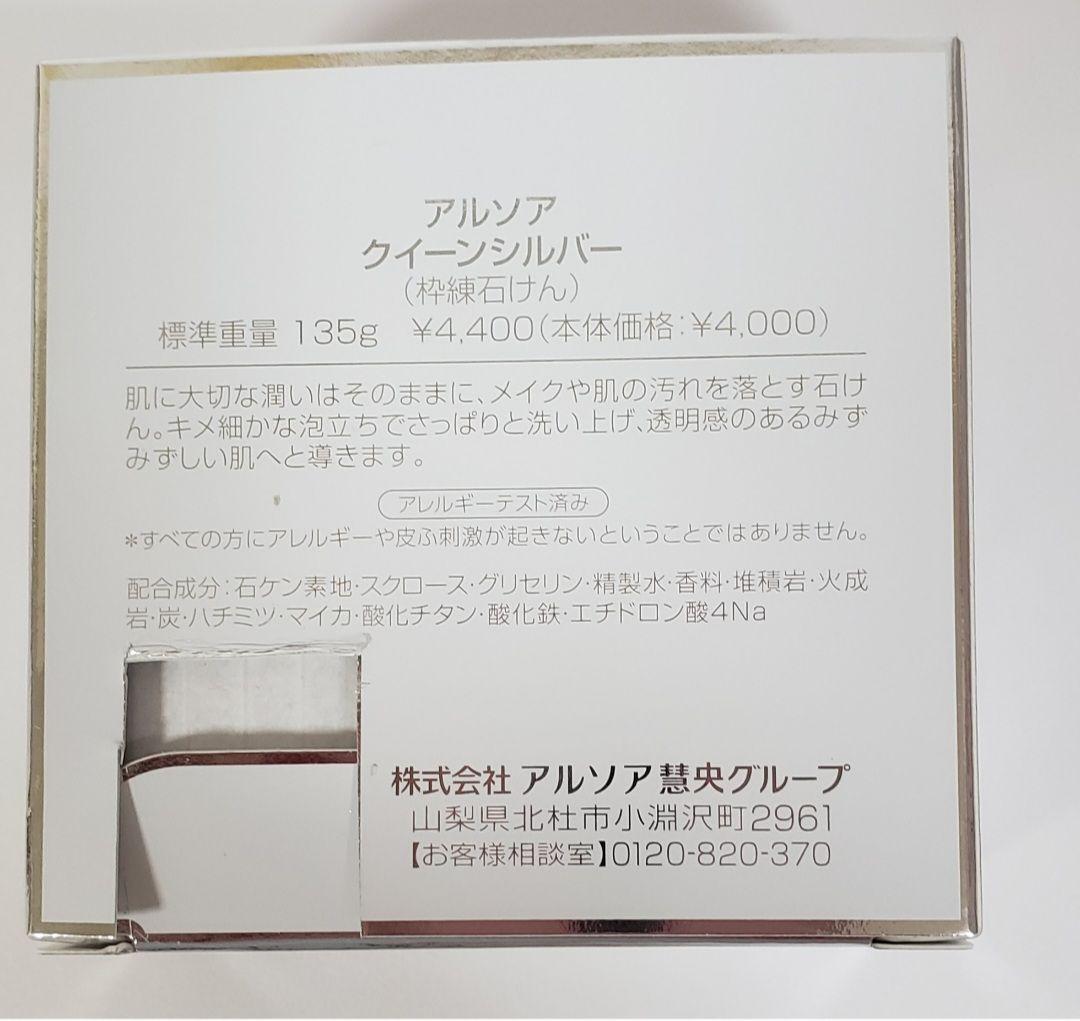 アルソア
クイーンシルバー
（枠練石けん）
標準重量 135g ¥4,400（本体価格：¥4,000）
肌に大切な潤いはそのままに、メイクや肌の汚れを落とす石け
ん。キメ細かな泡立ちでさっぱりと洗い上げ、透明感のあるみず
みずしい肌へと導きます。
アレルギーテスト済み
＊すべての方にアレルギーや皮ふ刺激が起きないということではありません。
配合成分：石ケン素地・スクロース・グリセリン・精製水・香料・堆積岩・火成
岩・炭・ハチミツ・マイカ・酸化チタン・酸化鉄・エチドロン酸4Na
株式会社 アルソア慧央グループ
山梨県北杜市小淵沢町2961
【お客様相談室】0120-820-370